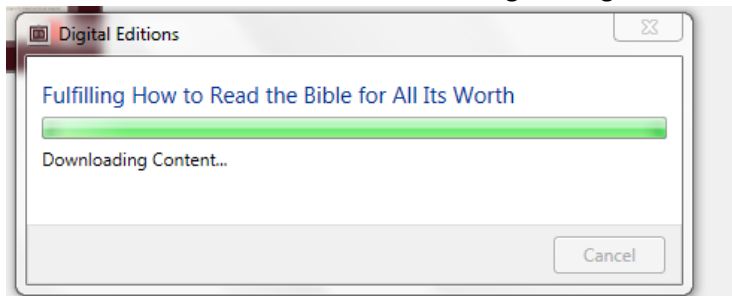 Digital Editions
Fulfilling How to Read the Bible for All Its Worth
Downloading Content...
Cancel